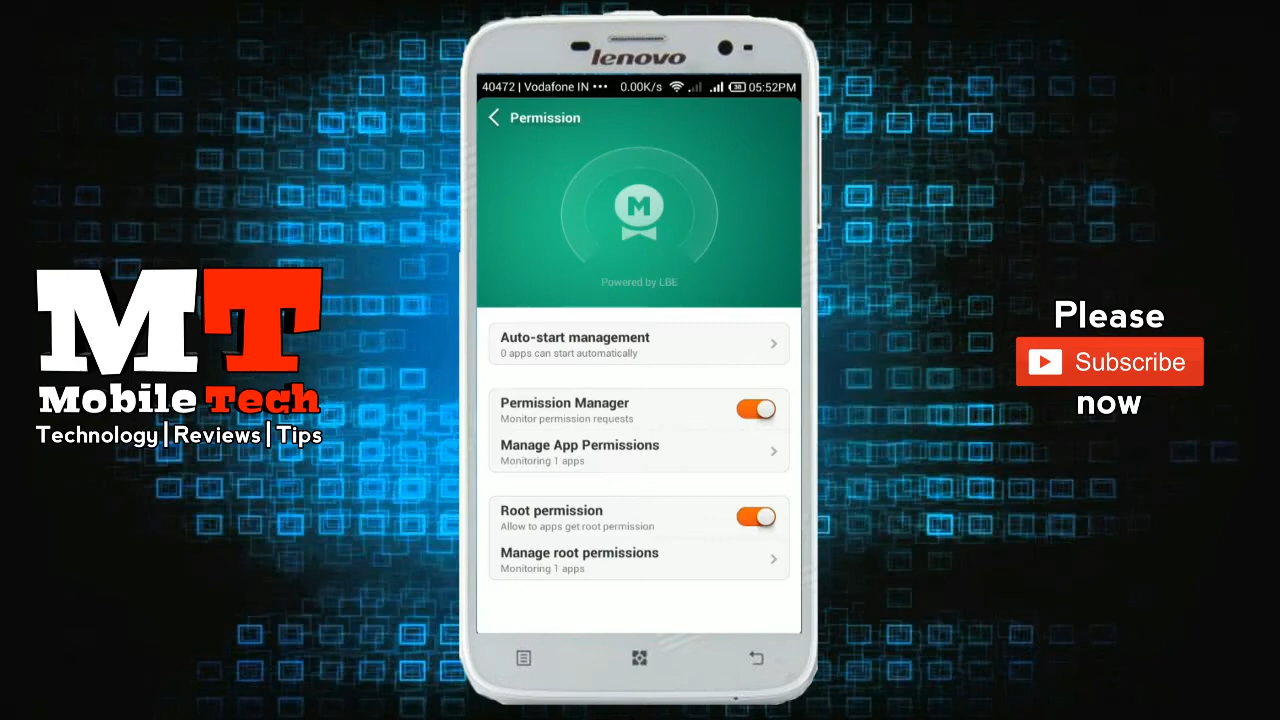 lenovo
40472 | Vodafone IN ••• 0.00K/s 38 05:52PM
Permission
M
Powered by LBE
Auto-start management
0 apps can start automatically
Permission Manager
Monitor permission requests
Manage App Permissions
Monitoring 1 apps
Root permission
Allow to apps get root permission
Manage root permissions
Monitoring 1 apps
MT
Mobile Tech
Technology | Reviews | Tips
Please
Subscribe
now